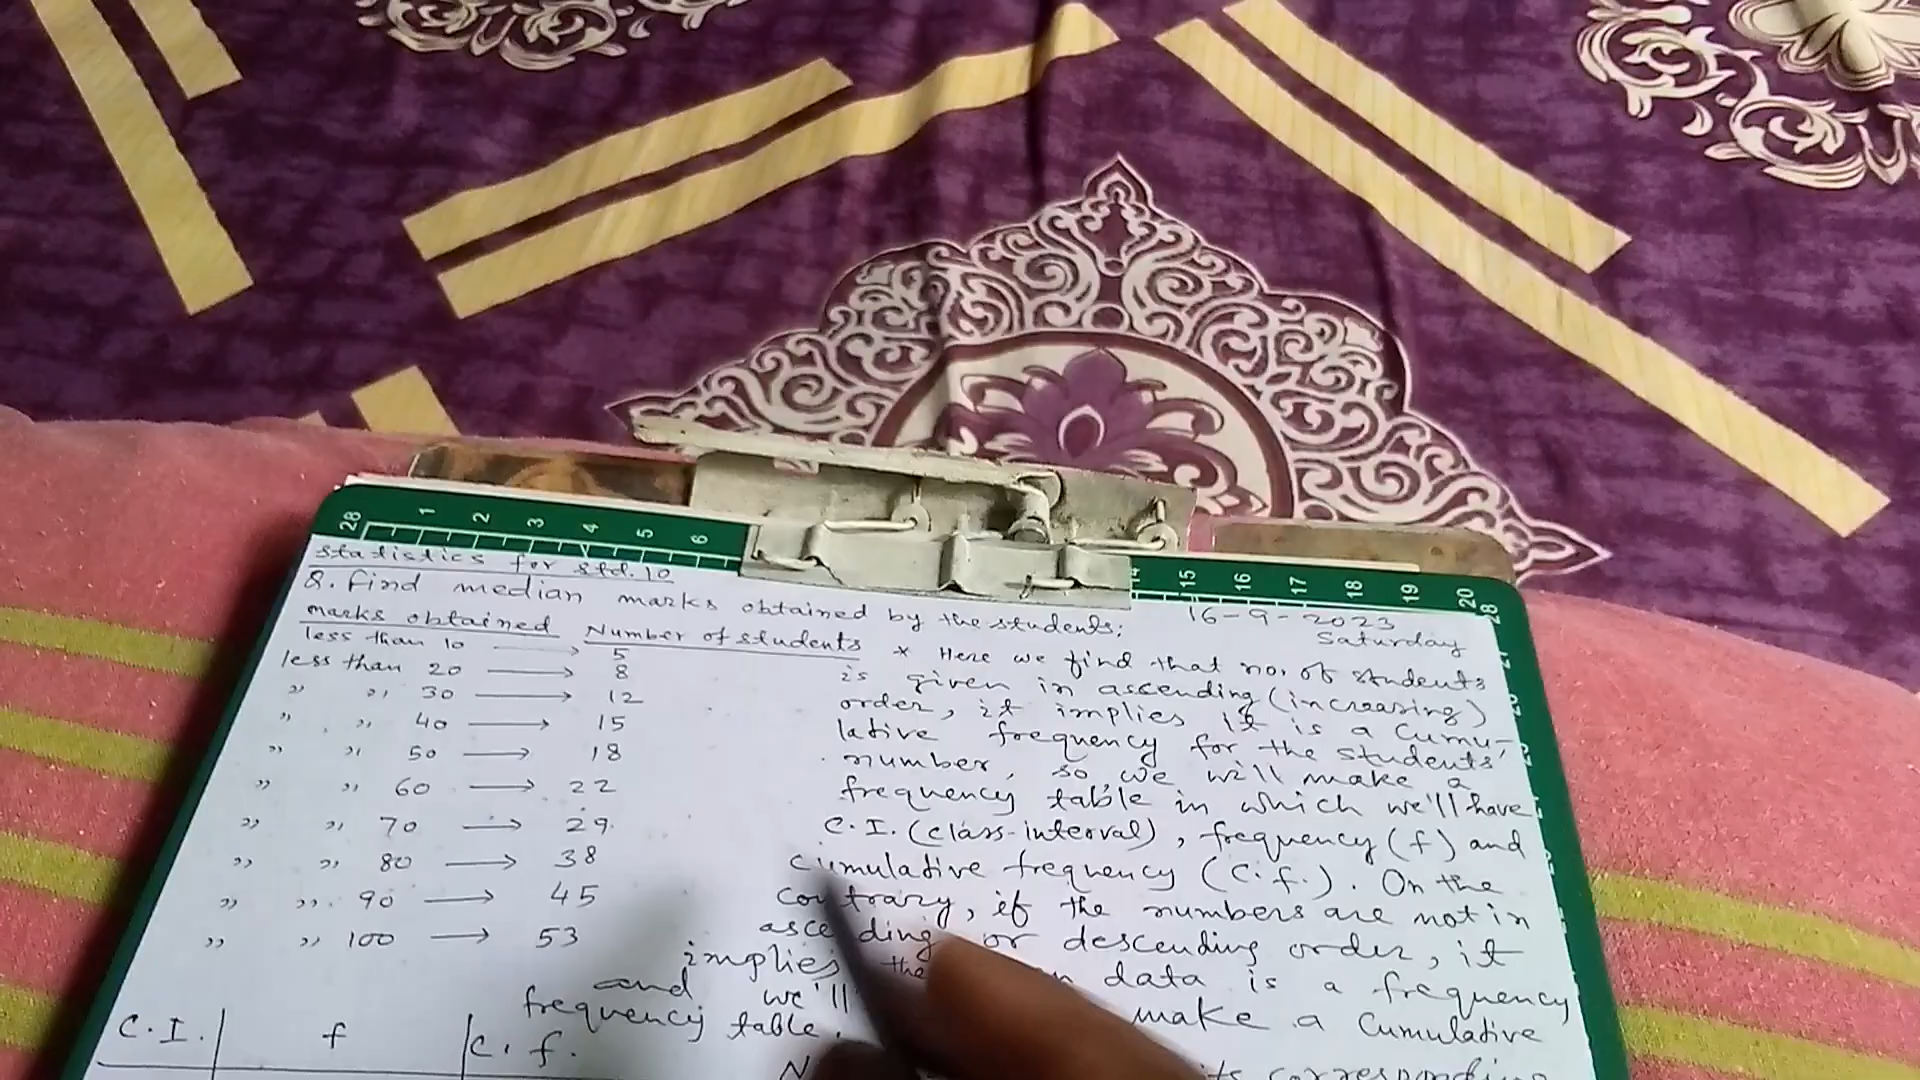 28 1 2 3 4 5 6 14 15 16 17 18 19 20 28
statistics for std. 10
16-9-2023
Saturday
Q. Find median marks obtained by the students:
marks obtained Number of students
less than 10 → 5
less than 20 → 8
" " 30 → 12
" " 40 → 15
" " 50 → 18
" " 60 → 22
" " 70 → 29
" " 80 → 38
" " 90 → 45
" " 100 → 53
* Here we find that no. of students
is given in ascending (increasing)
order, it implies it is a cumu-
lative frequency for the students'
number, so we will make a
frequency table in which we'll have
C.I. (class-interval), frequency (f) and
cumulative frequency (c.f.). On the
contrary, if the numbers are not in
ascending or descending order, it
implies data is a frequency
and we'll make a cumulative
frequency table.
corresponding
C.I. f c.f.